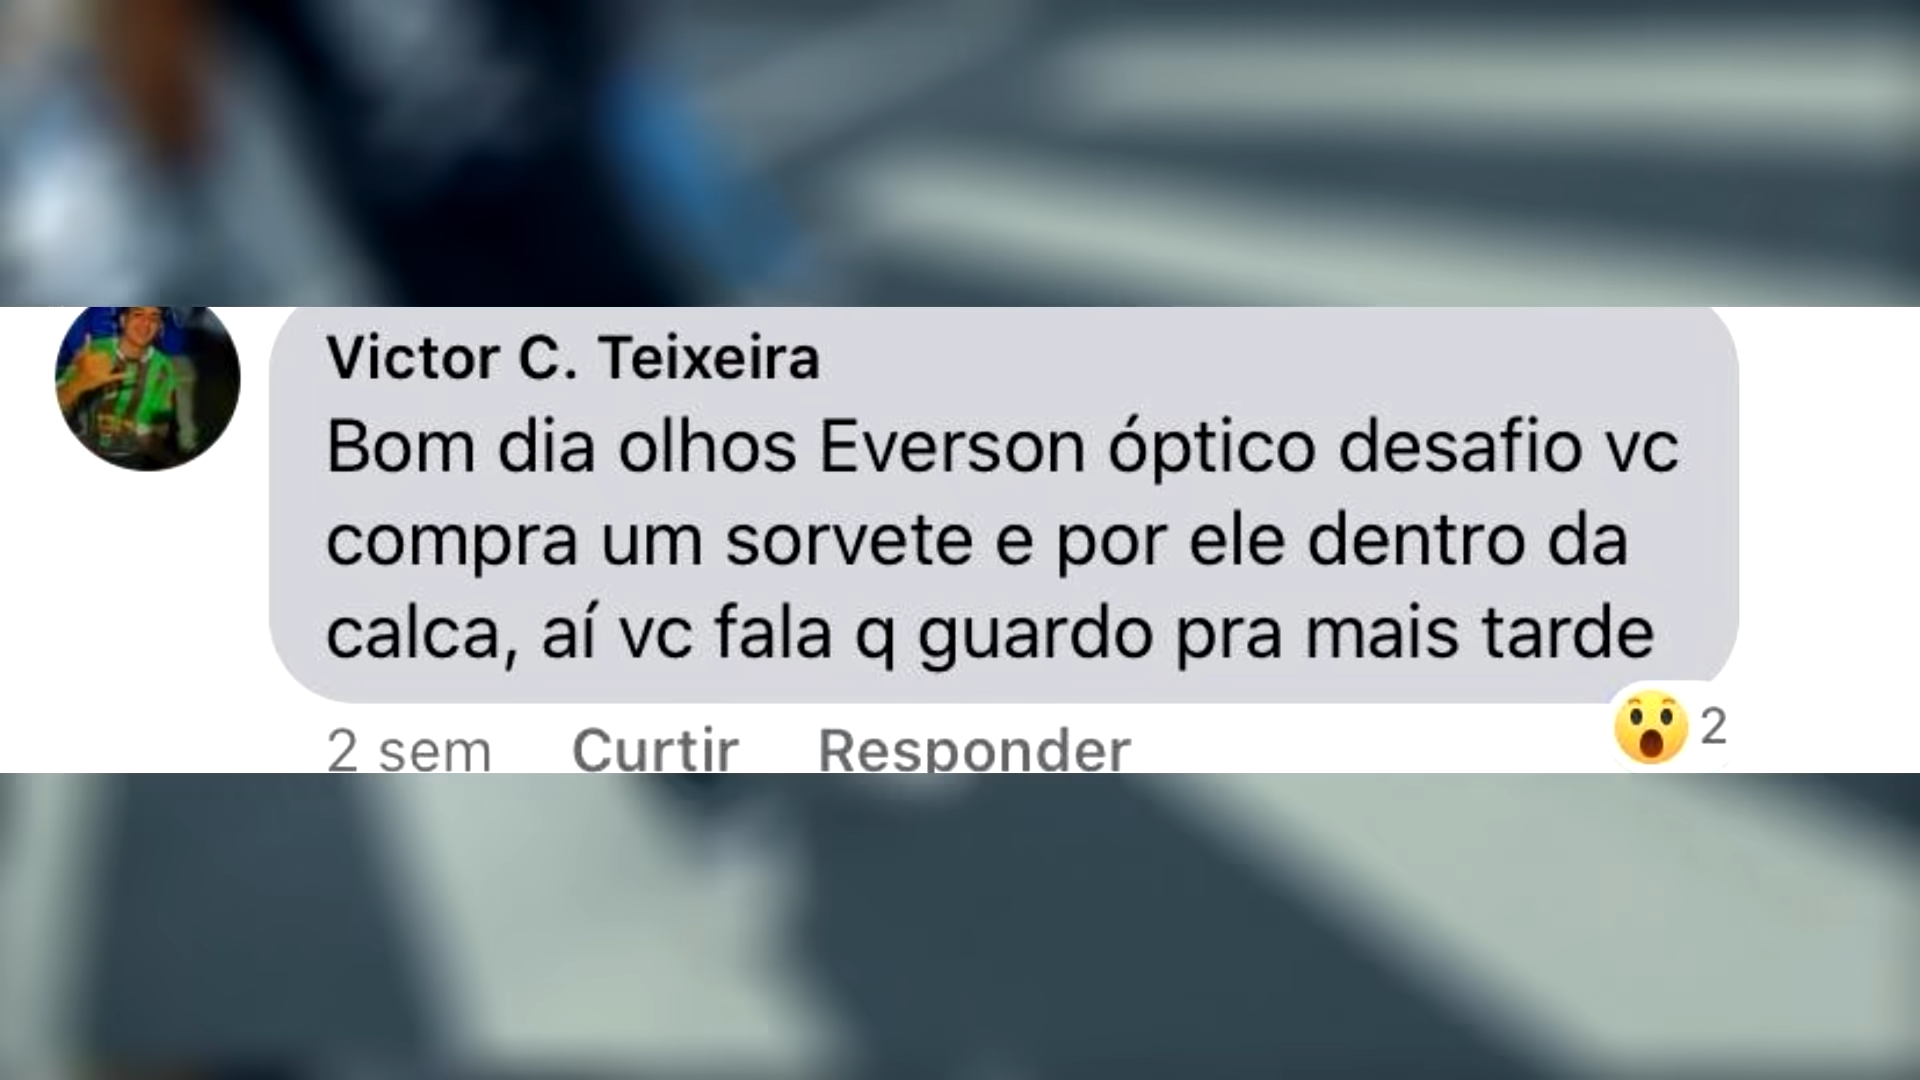 Victor C. Teixeira
Bom dia olhos Everson óptico desafio vc
compra um sorvete e por ele dentro da
calca, aí vc fala q guardo pra mais tarde
2 sem Curtir Responder
2